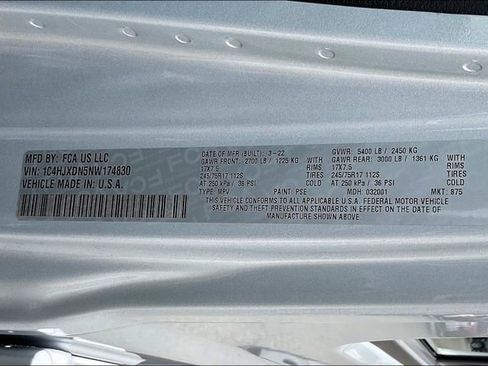 MFD BY: FCA US LLC
VIN: 1C4HJXDN5NW174830
VEHICLE MADE IN U.S.A.
DATE OF MFR (BUILT): 3-22 GVWR: 5400 LB / 2450 KG
GAWR FRONT: 2700 LB / 1225 KG WITH GAWR REAR: 3000 LB / 1361 KG WITH
17X7.5 RIMS 17X7.5 RIMS
245/75R17 112S TIRES 245/75R17 112S TIRES
AT 250 kPa / 36 PSI COLD AT 250 kPa / 36 PSI COLD
TYPE: MPV PAINT: PSE MDH: 032001 MKT: 875
THIS VEHICLE CONFORMS TO ALL APPLICABLE U.S.A. FEDERAL MOTOR VEHICLE
SAFETY AND THEFT PREVENTION STANDARDS IN EFFECT ON THE DATE OF
MANUFACTURE SHOWN ABOVE.